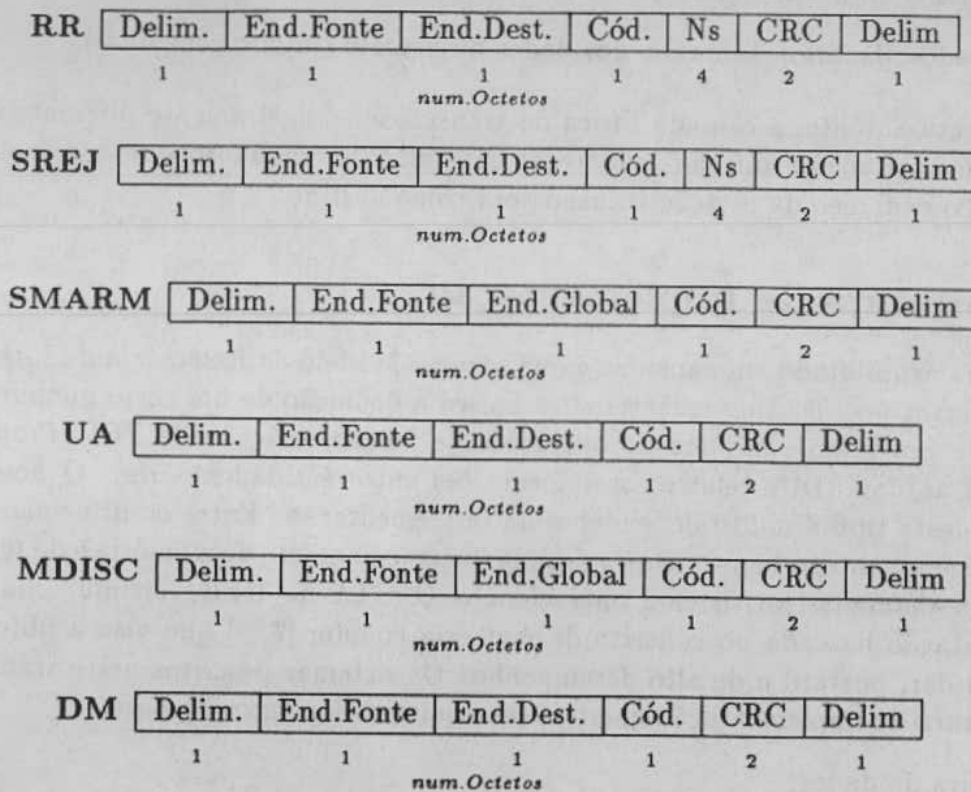 RR Delim. End.Fonte End.Dest. Cód. Ns CRC Delim
1 1 1 1 4 2 1
num.Octetos
SREJ Delim. End.Fonte End.Dest. Cód. Ns CRC Delim
1 1 1 1 4 2 1
num.Octetos
SMARM Delim. End.Fonte End.Global Cód. CRC Delim
1 1 1 1 2 1
num.Octetos
UA Delim. End.Fonte End.Dest. Cód. CRC Delim
1 1 1 1 2 1
num.Octetos
MDISC Delim. End.Fonte End.Global Cód. CRC Delim
1 1 1 1 2 1
num.Octetos
DM Delim. End.Fonte End.Dest. Cód. CRC Delim
1 1 1 1 2 1
num.Octetos